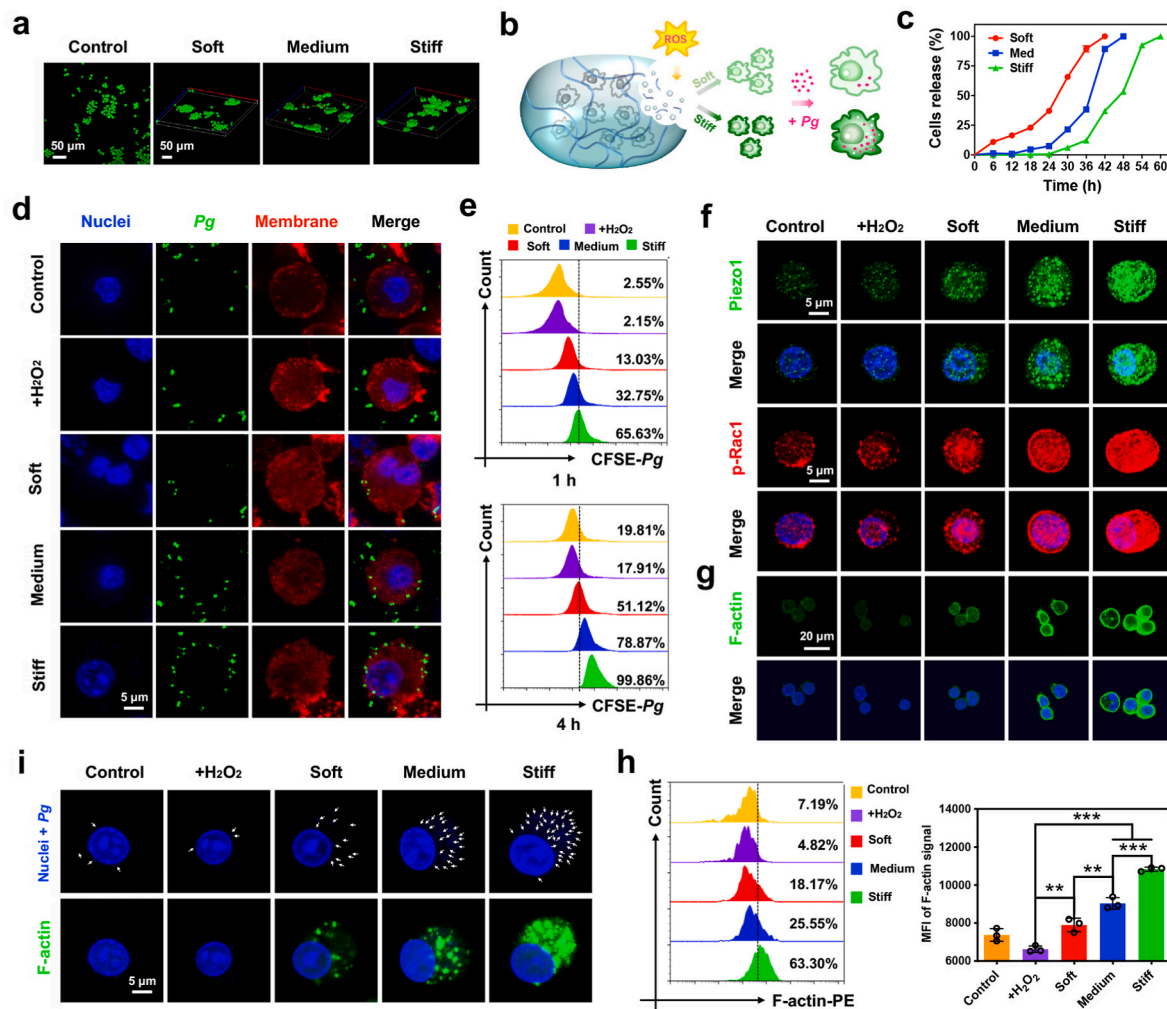 a
Control Soft Medium Stiff
50 μm 50 μm
b
ROS
Soft
Stiff
+ Pg
c
Cells release (%)
100
75
50
25
0
Soft
Med
Stiff
0 6 12 18 24 30 36 42 48 54 60
Time (h)
d
Nuclei Pg Membrane Merge
Control
+H₂O₂
Soft
Medium
Stiff
5 μm
e
Control +H₂O₂
Soft Medium Stiff
Count
2.55%
2.15%
13.03%
32.75%
65.63%
CFSE-Pg
1 h
Count
19.81%
17.91%
51.12%
78.87%
99.86%
CFSE-Pg
4 h
f
Control +H₂O₂ Soft Medium Stiff
Piezo1
5 μm
Merge
p-Rac1
5 μm
Merge
g
F-actin
20 μm
Merge
i
Control +H₂O₂ Soft Medium Stiff
Nuclei + Pg
F-actin
5 μm
h
Count
7.19%
4.82%
18.17%
25.55%
63.30%
F-actin-PE
Control
+H₂O₂
Soft
Medium
Stiff
MFI of F-actin signal
14000
12000
10000
8000
6000
***
***
**
**
Control +H₂O₂ Soft Medium Stiff